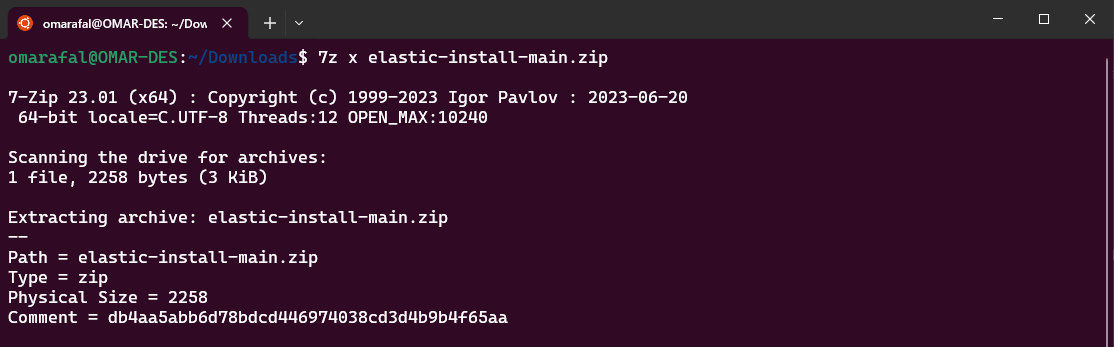 omarafal@OMAR-DES: ~/Dow
omarafal@OMAR-DES:~/Downloads$ 7z x elastic-install-main.zip
7-Zip 23.01 (x64) : Copyright (c) 1999-2023 Igor Pavlov : 2023-06-20
64-bit locale=C.UTF-8 Threads:12 OPEN_MAX:10240
Scanning the drive for archives:
1 file, 2258 bytes (3 KiB)
Extracting archive: elastic-install-main.zip
--
Path = elastic-install-main.zip
Type = zip
Physical Size = 2258
Comment = db4aa5abb6d78bdcd446974038cd3d4b9b4f65aa